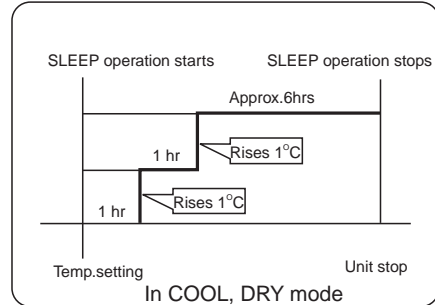 SLEEP operation starts
SLEEP operation stops
Approx.6hrs
1 hr
Rises 1°C
1 hr
Rises 1°C
Temp.setting
Unit stop
In COOL, DRY mode